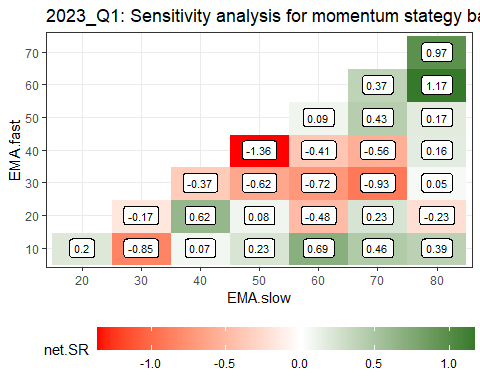 2023_Q1: Sensitivity analysis for momentum stategy ba
70 0.97
60 0.37 1.17
50 0.09 0.43 0.17
40 -1.36 -0.41 -0.56 0.16
30 -0.37 -0.62 -0.72 -0.93 0.05
20 -0.17 0.62 0.08 -0.48 0.23 -0.23
10 0.2 -0.85 0.07 0.23 0.69 0.46 0.39
EMA.fast
20 30 40 50 60 70 80
EMA.slow
net.SR
-1.0 -0.5 0.0 0.5 1.0